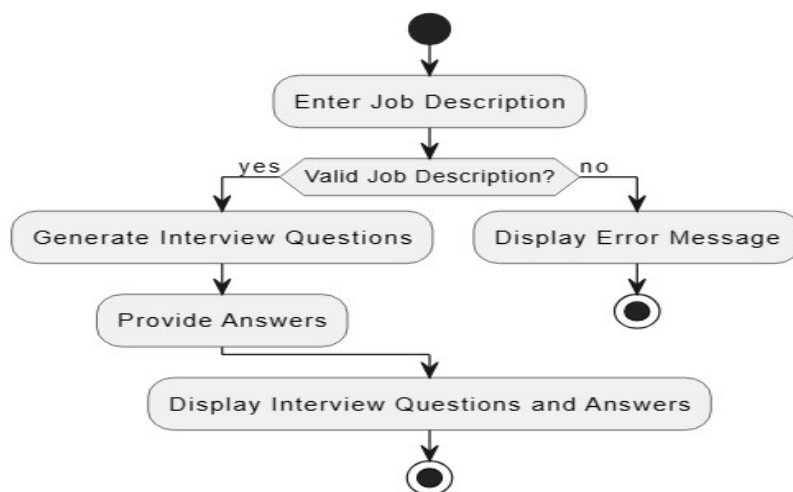 Enter Job Description
yes
Valid Job Description?
no
Generate Interview Questions
Display Error Message
Provide Answers
Display Interview Questions and Answers